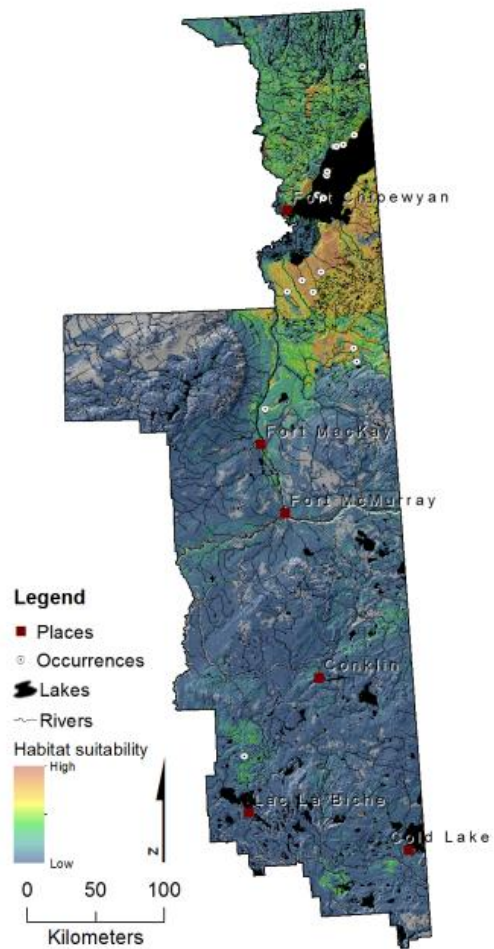 Fort Chipewyan
Fort MacKay
Fort McMurray
Conklin
Lac La Biche
Cold Lake
Legend
Places
Occurrences
Lakes
Rivers
Habitat suitability
High
Low
N
0 50 100
Kilometers